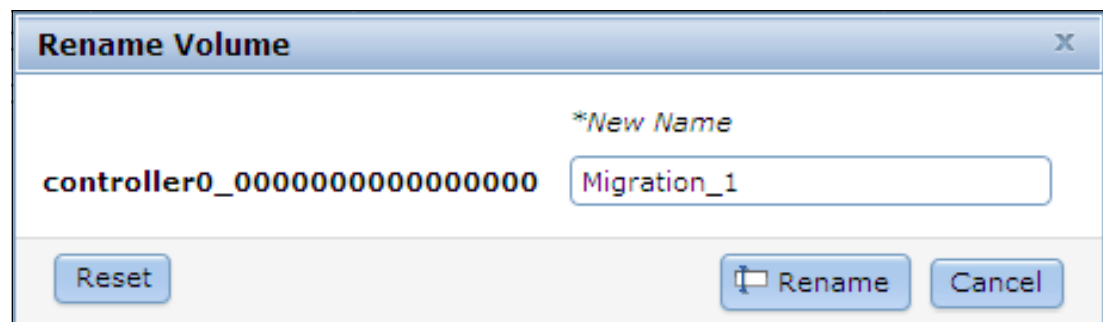 Rename Volume x
*New Name
controller0_0000000000000000 Migration_1
Reset Rename Cancel